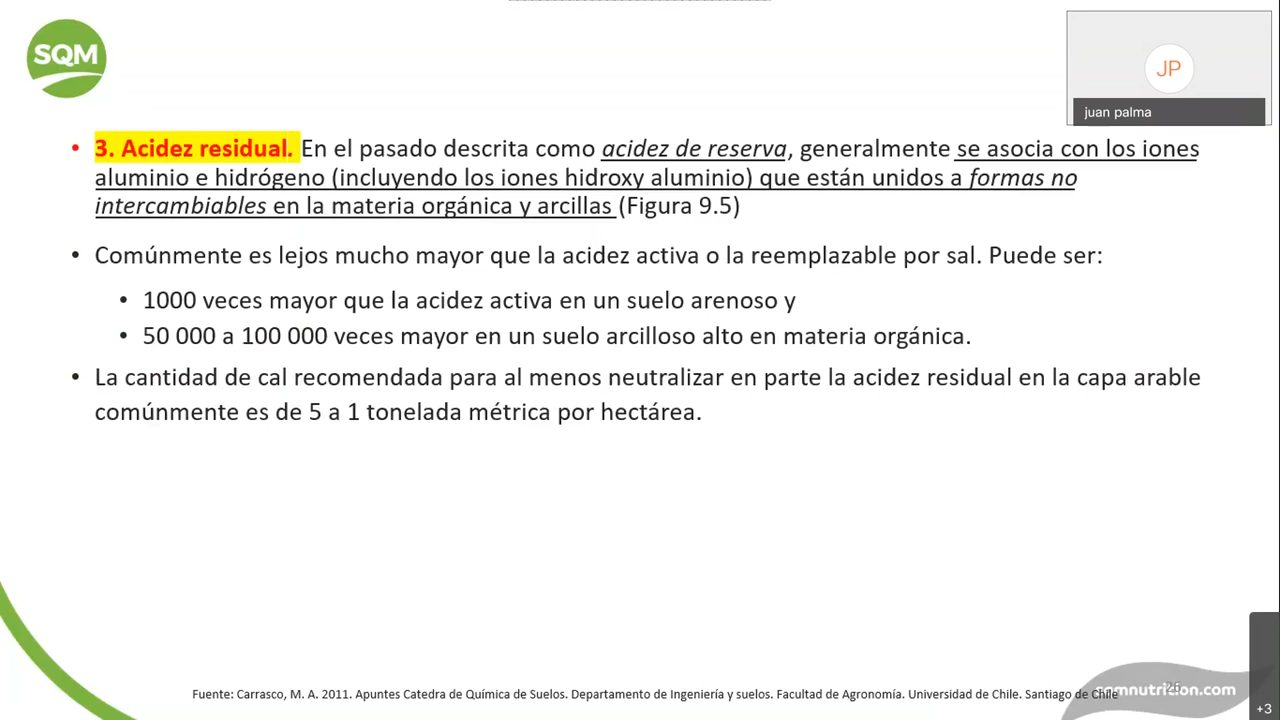 SQM
JP
juan palma
• 3. Acidez residual. En el pasado descrita como acidez de reserva, generalmente se asocia con los iones
aluminio e hidrógeno (incluyendo los iones hidroxy aluminio) que están unidos a formas no
intercambiables en la materia orgánica y arcillas (Figura 9.5)
• Comúnmente es lejos mucho mayor que la acidez activa o la reemplazable por sal. Puede ser:
• 1000 veces mayor que la acidez activa en un suelo arenoso y
• 50 000 a 100 000 veces mayor en un suelo arcilloso alto en materia orgánica.
• La cantidad de cal recomendada para al menos neutralizar en parte la acidez residual en la capa arable
comúnmente es de 5 a 1 tonelada métrica por hectárea.
Fuente: Carrasco, M. A. 2011. Apuntes Catedra de Química de Suelos. Departamento de Ingeniería y suelos. Facultad de Agronomía. Universidad de Chile. Santiago de Chile
sqmnutrition.com
+3